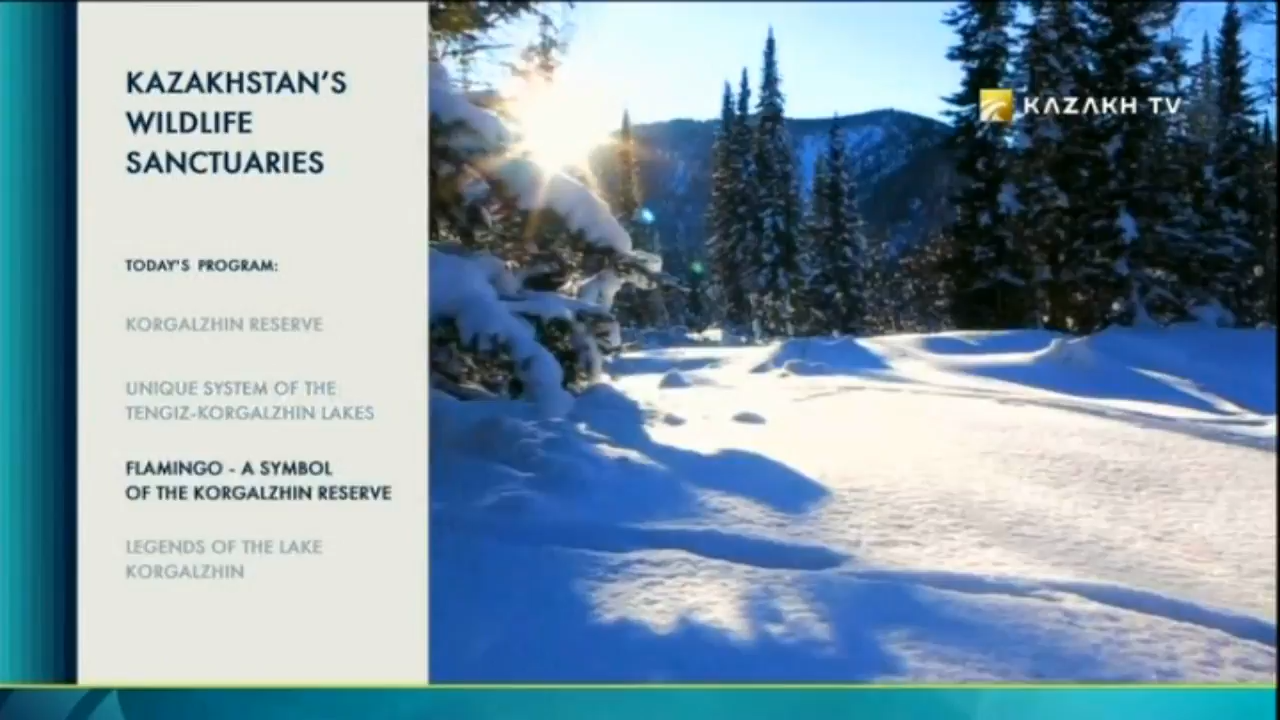 KAZAKHSTAN'S
WILDLIFE
SANCTUARIES
TODAY'S PROGRAM:
KORGALZHIN RESERVE
UNIQUE SYSTEM OF THE
TENGIZ-KORGALZHIN LAKES
FLAMINGO - A SYMBOL
OF THE KORGALZHIN RESERVE
LEGENDS OF THE LAKE
KORGALZHIN
KAZAKH TV